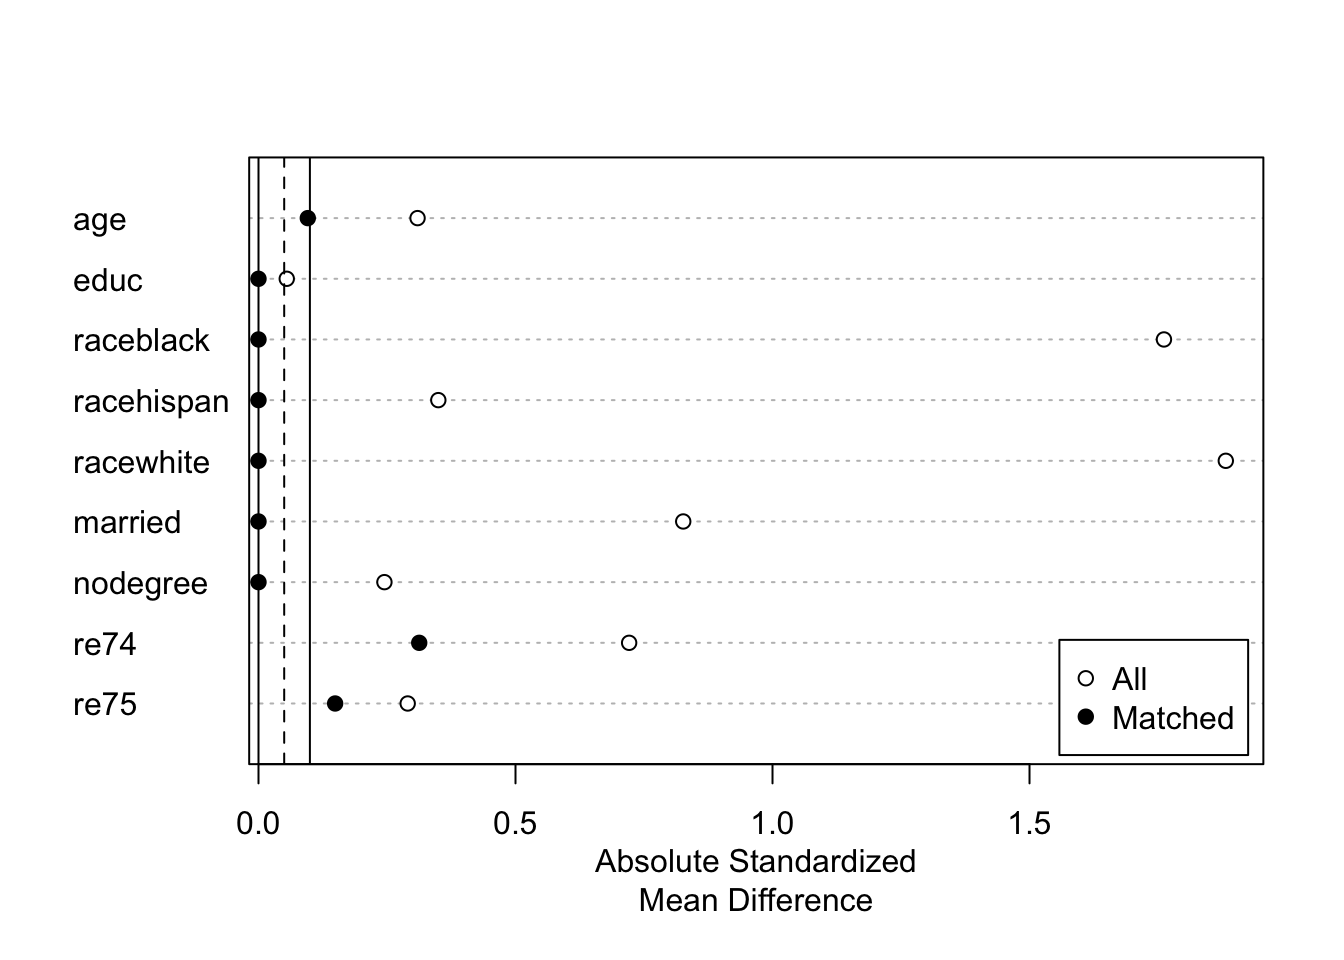 age
educ
raceblack
racehispan
racewhite
married
nodegree
re74
re75
All
Matched
0.0 0.5 1.0 1.5
Absolute Standardized
Mean Difference